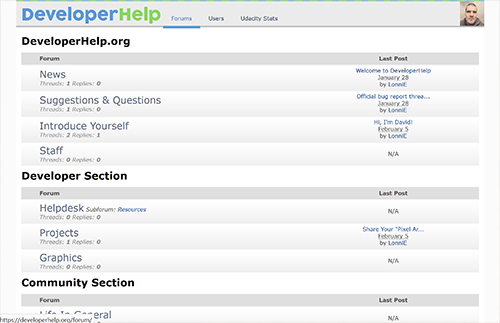 DeveloperHelp Forums Users Udacity Stats
DeveloperHelp.org
Forum Last Post
News Welcome to DeveloperHelp
Threads: 1 Replies: 0 January 28
by LonniE
Suggestions & Questions Official bug report threa...
Threads: 2 Replies: 0 January 28
by LonniE
Introduce Yourself Hi, I'm David!
Threads: 2 Replies: 1 February 5
by LonniE
Staff N/A
Threads: 0 Replies: 0
Developer Section
Forum Last Post
Helpdesk Subforum: Resources N/A
Threads: 0 Replies: 0
Projects Share Your "Pixel Ar...
Threads: 1 Replies: 0 February 5
by LonniE
Graphics N/A
Threads: 0 Replies: 0
Community Section
Forum Last Post
Life In General
https://developerhelp.org/forum/